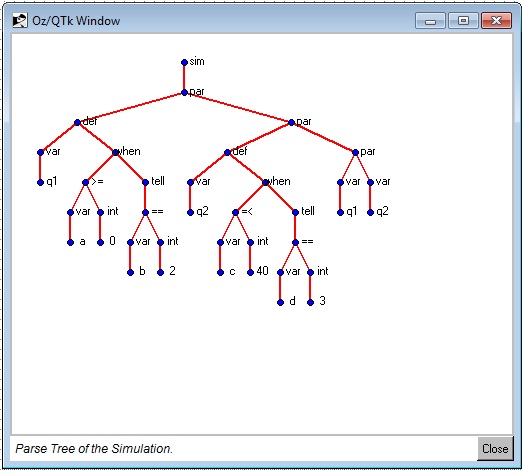 Oz/QTk Window
sim
par
def par
var when def par
q1 >= tell var when var var
var int == q2 =< tell q1 q2
a 0 var int var int ==
b 2 c 40 var int
d 3
Parse Tree of the Simulation.
Close